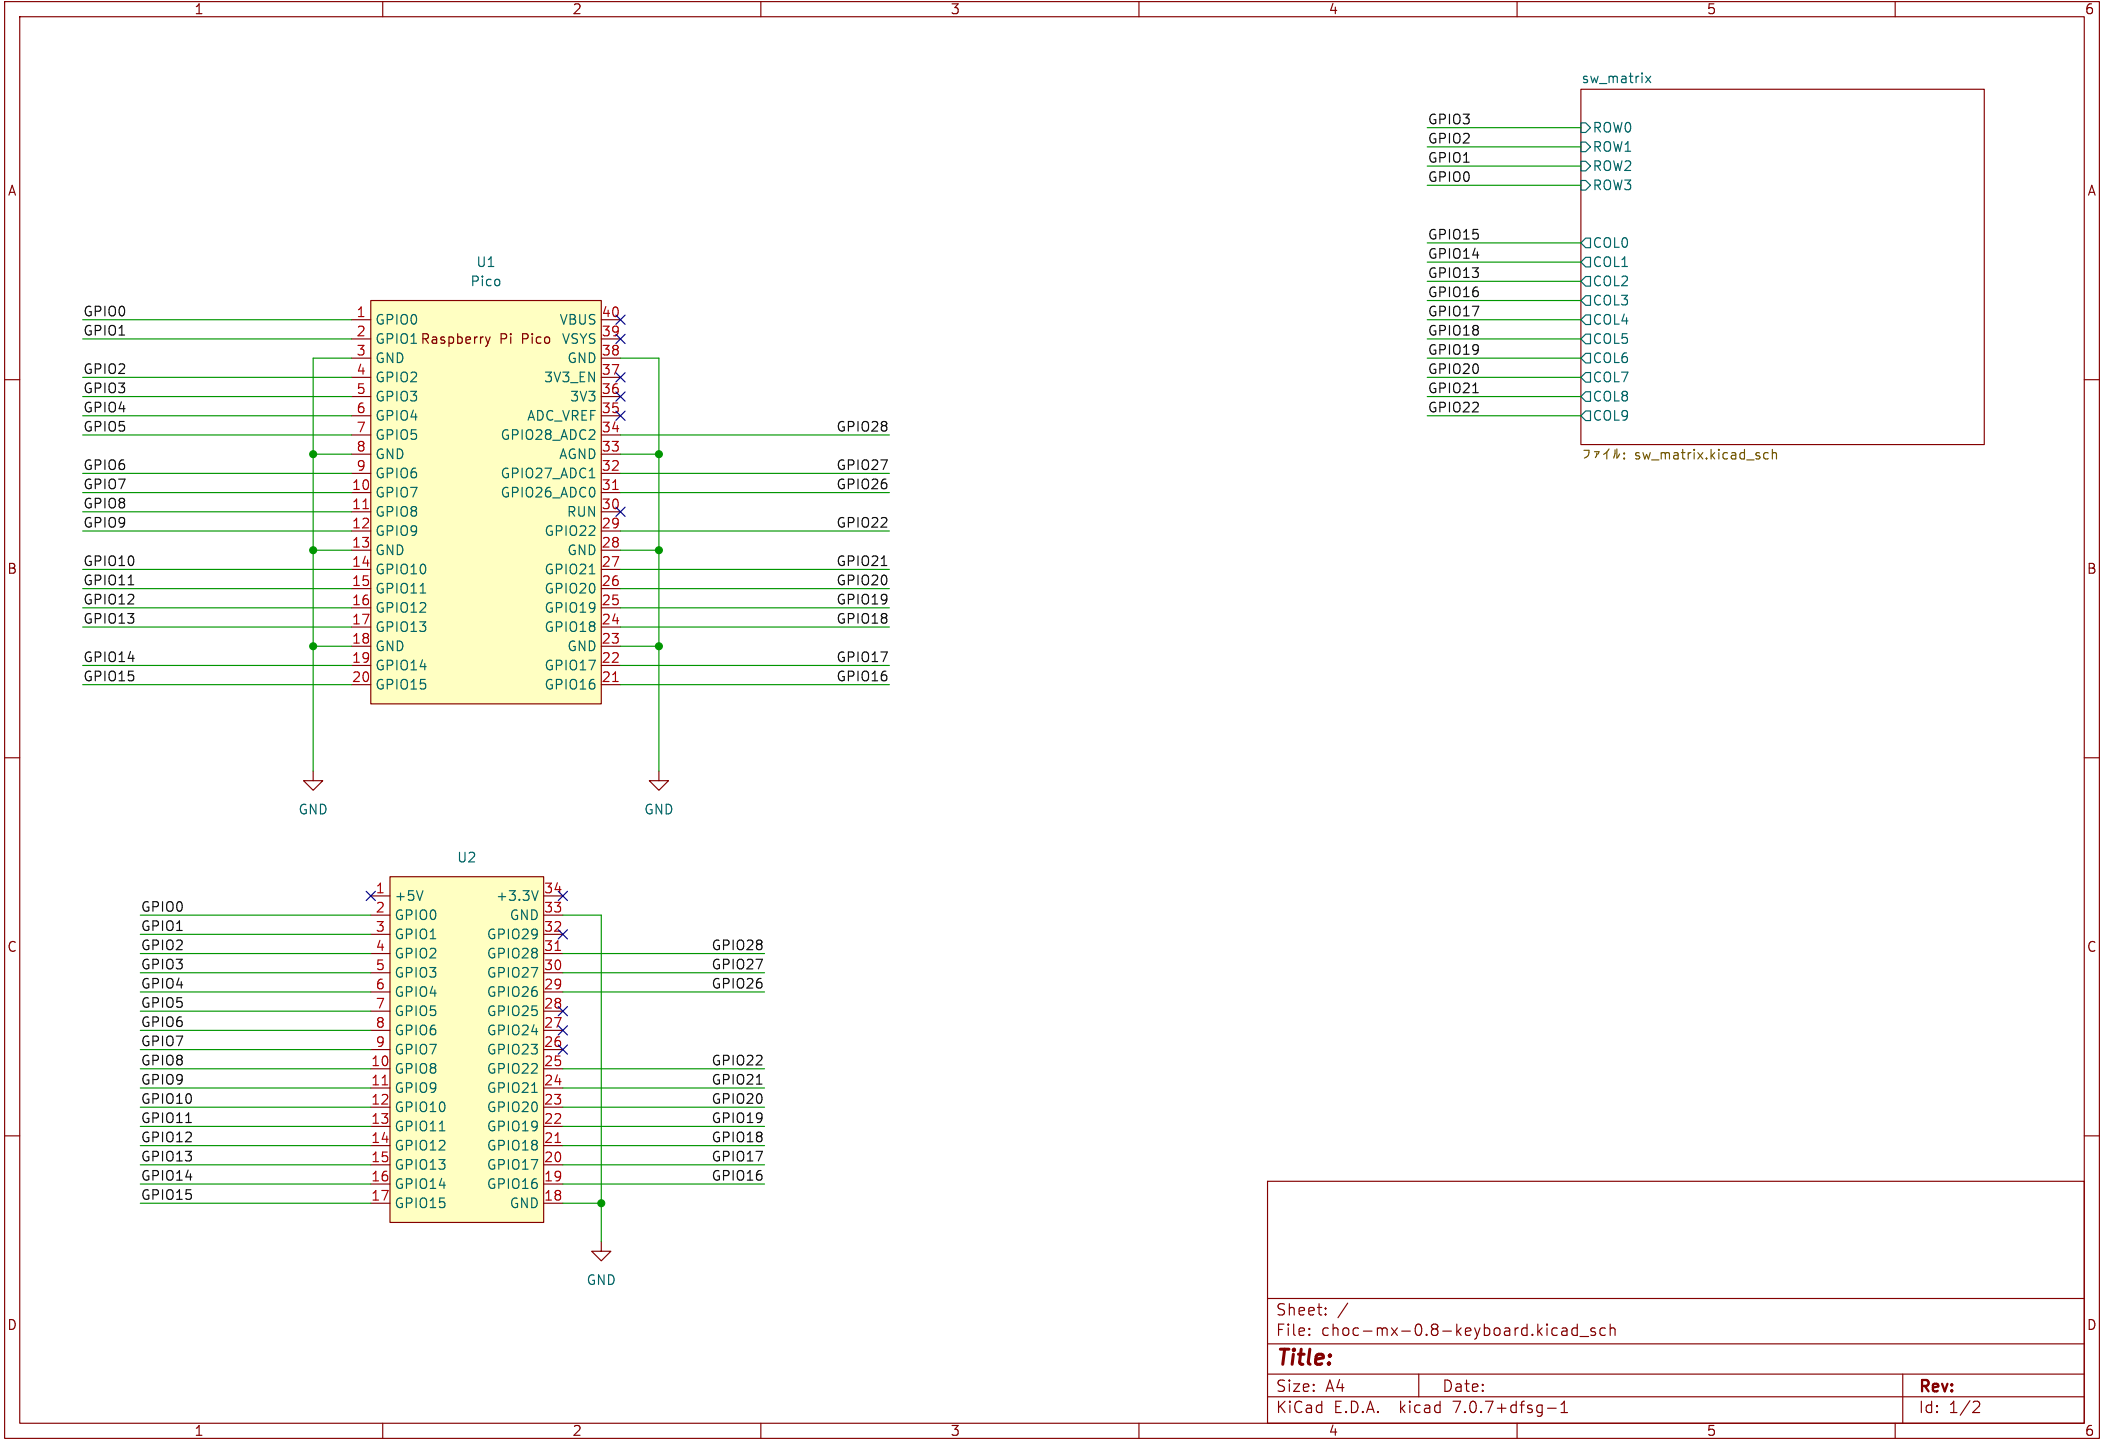 1 2 3 4 5 6
A
B
C
D
A
B
C
D
1 2 3 4 5 6
U1
Pico
Raspberry Pi Pico
GPIO0 1 GPIO0
GPIO1 2 GPIO1
3 GND
GPIO2 4 GPIO2
GPIO3 5 GPIO3
GPIO4 6 GPIO4
GPIO5 7 GPIO5
8 GND
GPIO6 9 GPIO6
GPIO7 10 GPIO7
GPIO8 11 GPIO8
GPIO9 12 GPIO9
13 GND
GPIO10 14 GPIO10
GPIO11 15 GPIO11
GPIO12 16 GPIO12
GPIO13 17 GPIO13
18 GND
GPIO14 19 GPIO14
GPIO15 20 GPIO15
VBUS 40
VSYS 39
GND 38
3V3_EN 37
3V3 36
ADC_VREF 35
GPIO28_ADC2 34 GPIO28
AGND 33
GPIO27_ADC1 32 GPIO27
GPIO26_ADC0 31 GPIO26
RUN 30
GPIO22 29 GPIO22
GND 28
GPIO21 27 GPIO21
GPIO20 26 GPIO20
GPIO19 25 GPIO19
GPIO18 24 GPIO18
GND 23
GPIO17 22 GPIO17
GPIO16 21 GPIO16
GND
GND
U2
1 +5V
GPIO0 2 GPIO0
GPIO1 3 GPIO1
GPIO2 4 GPIO2
GPIO3 5 GPIO3
GPIO4 6 GPIO4
GPIO5 7 GPIO5
GPIO6 8 GPIO6
GPIO7 9 GPIO7
GPIO8 10 GPIO8
GPIO9 11 GPIO9
GPIO10 12 GPIO10
GPIO11 13 GPIO11
GPIO12 14 GPIO12
GPIO13 15 GPIO13
GPIO14 16 GPIO14
GPIO15 17 GPIO15
+3.3V 34
GND 33
GPIO29 32
GPIO28 31 GPIO28
GPIO27 30 GPIO27
GPIO26 29 GPIO26
GPIO25 28
GPIO24 27
GPIO23 26
GPIO22 25 GPIO22
GPIO21 24 GPIO21
GPIO20 23 GPIO20
GPIO19 22 GPIO19
GPIO18 21 GPIO18
GPIO17 20 GPIO17
GPIO16 19 GPIO16
GND 18
GND
sw_matrix
GPIO3 ROW0
GPIO2 ROW1
GPIO1 ROW2
GPIO0 ROW3
GPIO15 COL0
GPIO14 COL1
GPIO13 COL2
GPIO16 COL3
GPIO17 COL4
GPIO18 COL5
GPIO19 COL6
GPIO20 COL7
GPIO21 COL8
GPIO22 COL9
ファイル: sw_matrix.kicad_sch
Sheet: /
File: choc-mx-0.8-keyboard.kicad_sch
Title:
Size: A4 Date: Rev:
KiCad E.D.A. kicad 7.0.7+dfsg-1 Id: 1/2